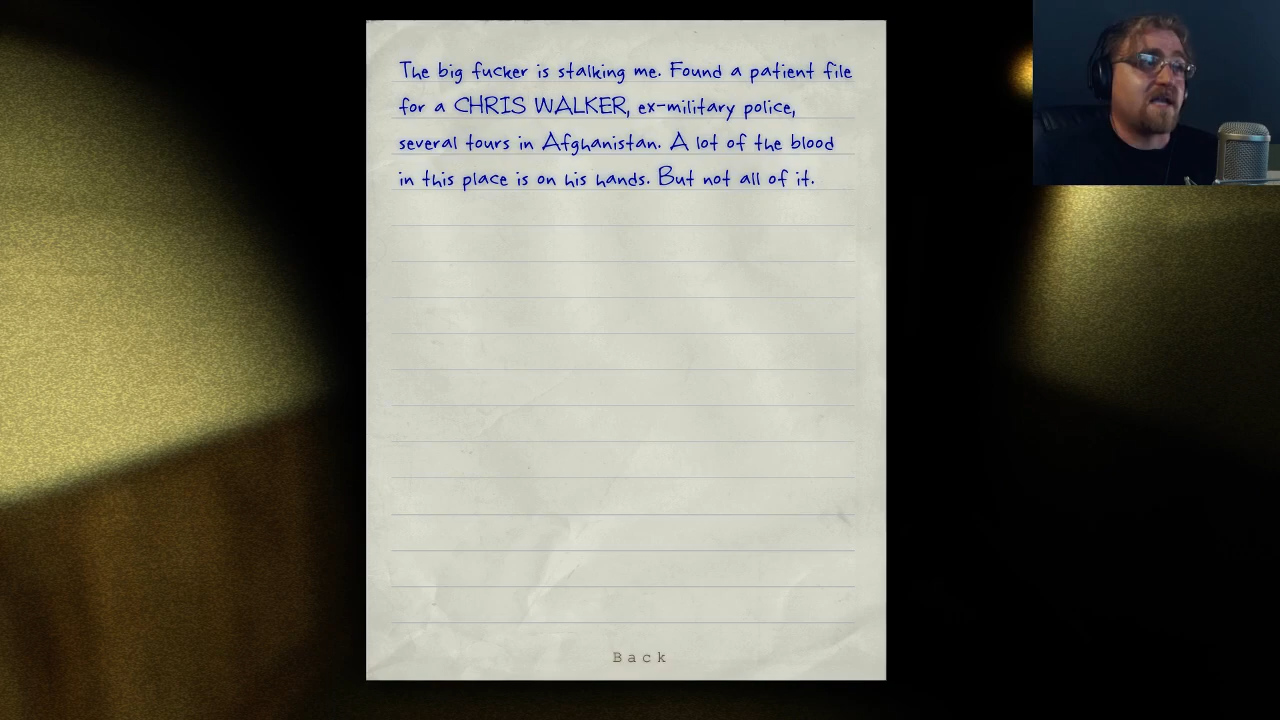 The big fucker is stalking me. Found a patient file
for a CHRIS WALKER, ex-military police,
several tours in Afghanistan. A lot of the blood
in this place is on his hands. But not all of it.
Back